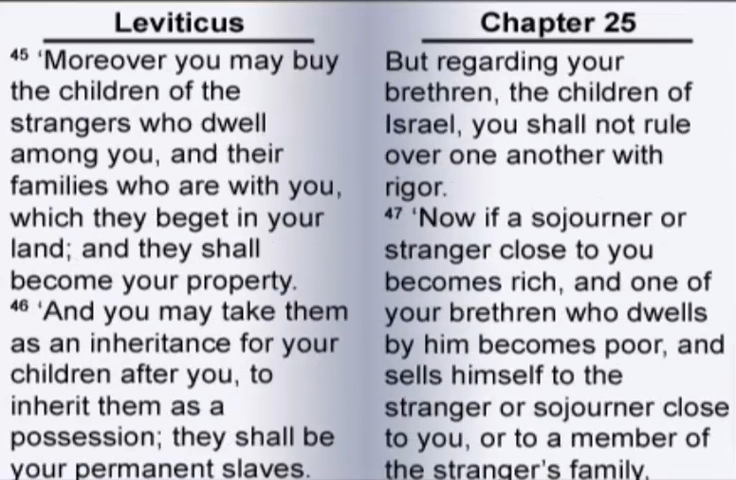 Leviticus
45 ‘Moreover you may buy
the children of the
strangers who dwell
among you, and their
families who are with you,
which they beget in your
land; and they shall
become your property.
46 ‘And you may take them
as an inheritance for your
children after you, to
inherit them as a
possession; they shall be
your permanent slaves.
Chapter 25
But regarding your
brethren, the children of
Israel, you shall not rule
over one another with
rigor.
47 ‘Now if a sojourner or
stranger close to you
becomes rich, and one of
your brethren who dwells
by him becomes poor, and
sells himself to the
stranger or sojourner close
to you, or to a member of
the stranger's family,